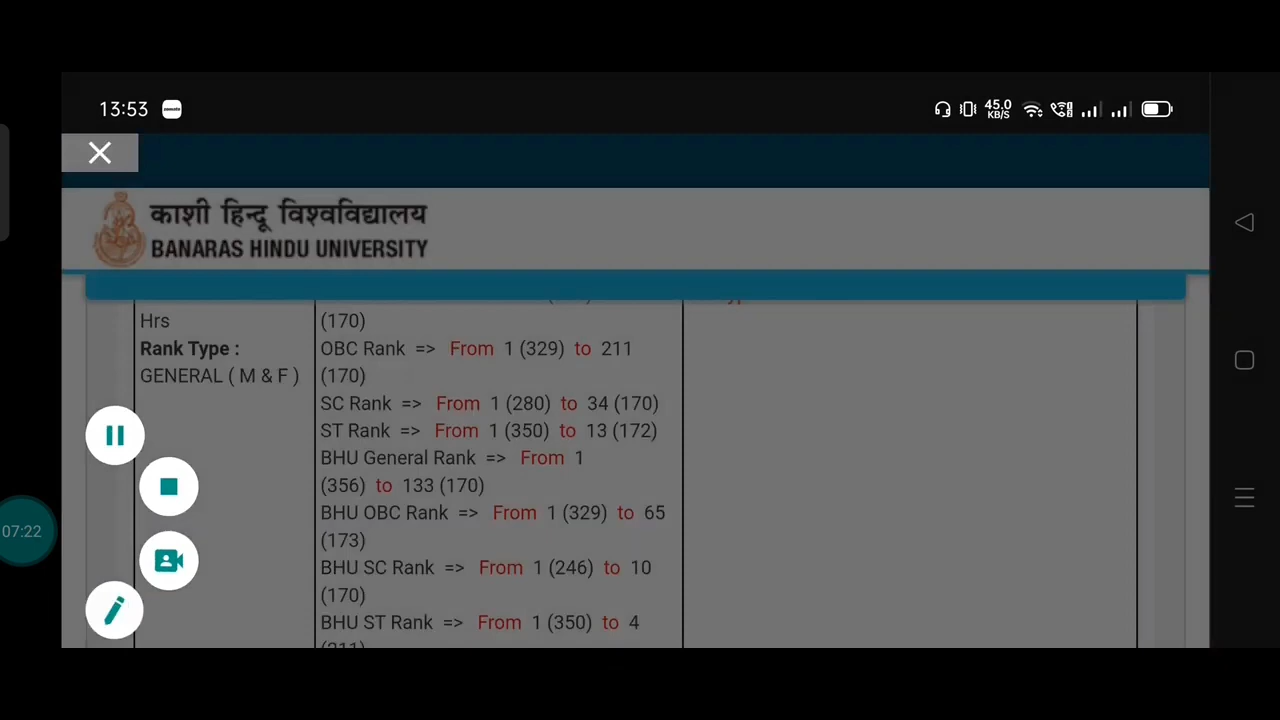 13:53
45.0
KB/S
काशी हिन्दू विश्वविद्यालय
BANARAS HINDU UNIVERSITY
Hrs
Rank Type :
GENERAL ( M & F )
(170)
OBC Rank => From 1 (329) to 211
(170)
SC Rank => From 1 (280) to 34 (170)
ST Rank => From 1 (350) to 13 (172)
BHU General Rank => From 1
(356) to 133 (170)
BHU OBC Rank => From 1 (329) to 65
(173)
BHU SC Rank => From 1 (246) to 10
(170)
BHU ST Rank => From 1 (350) to 4
07:22